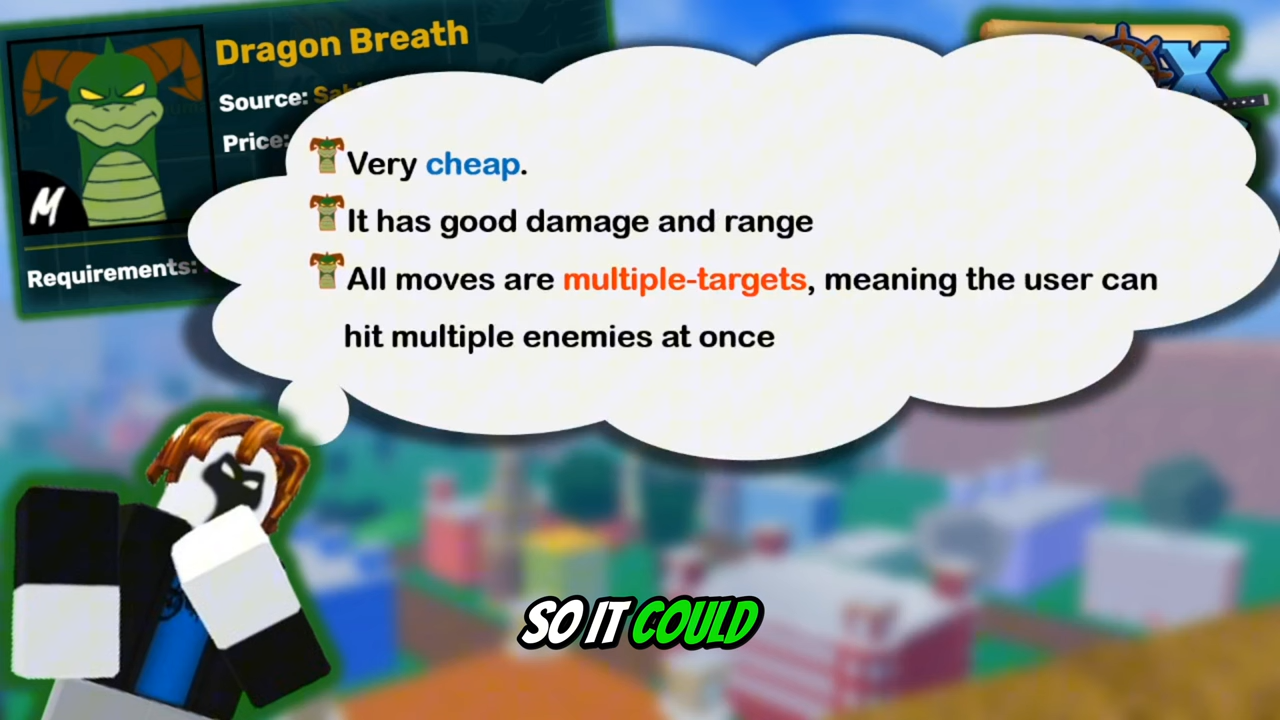 Dragon Breath
Source:
Price:
M
Requirements:
X
Very cheap.
It has good damage and range
All moves are multiple-targets, meaning the user can
hit multiple enemies at once
SO IT COULD